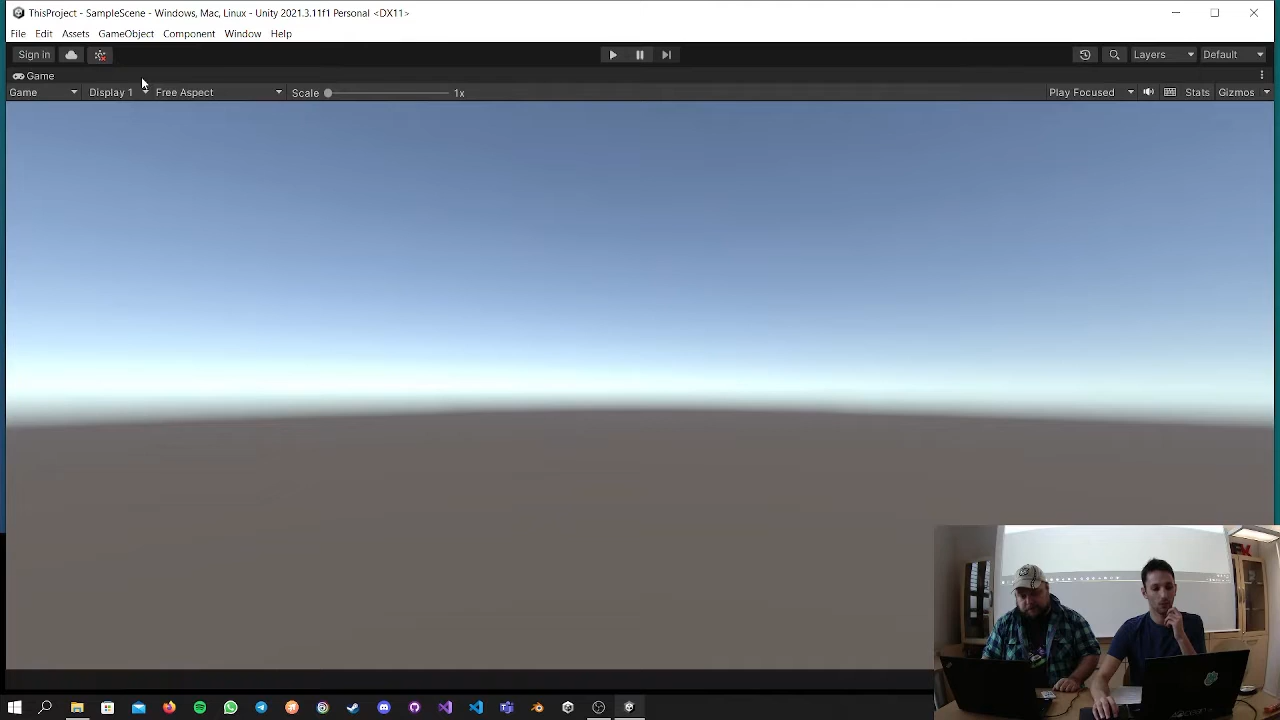 ThisProject - SampleScene - Windows, Mac, Linux - Unity 2021.3.11f1 Personal <DX11>
File Edit Assets GameObject Component Window Help
Sign in Layers Default
Game
Game Display 1 Free Aspect Scale 1x Play Focused Stats Gizmos